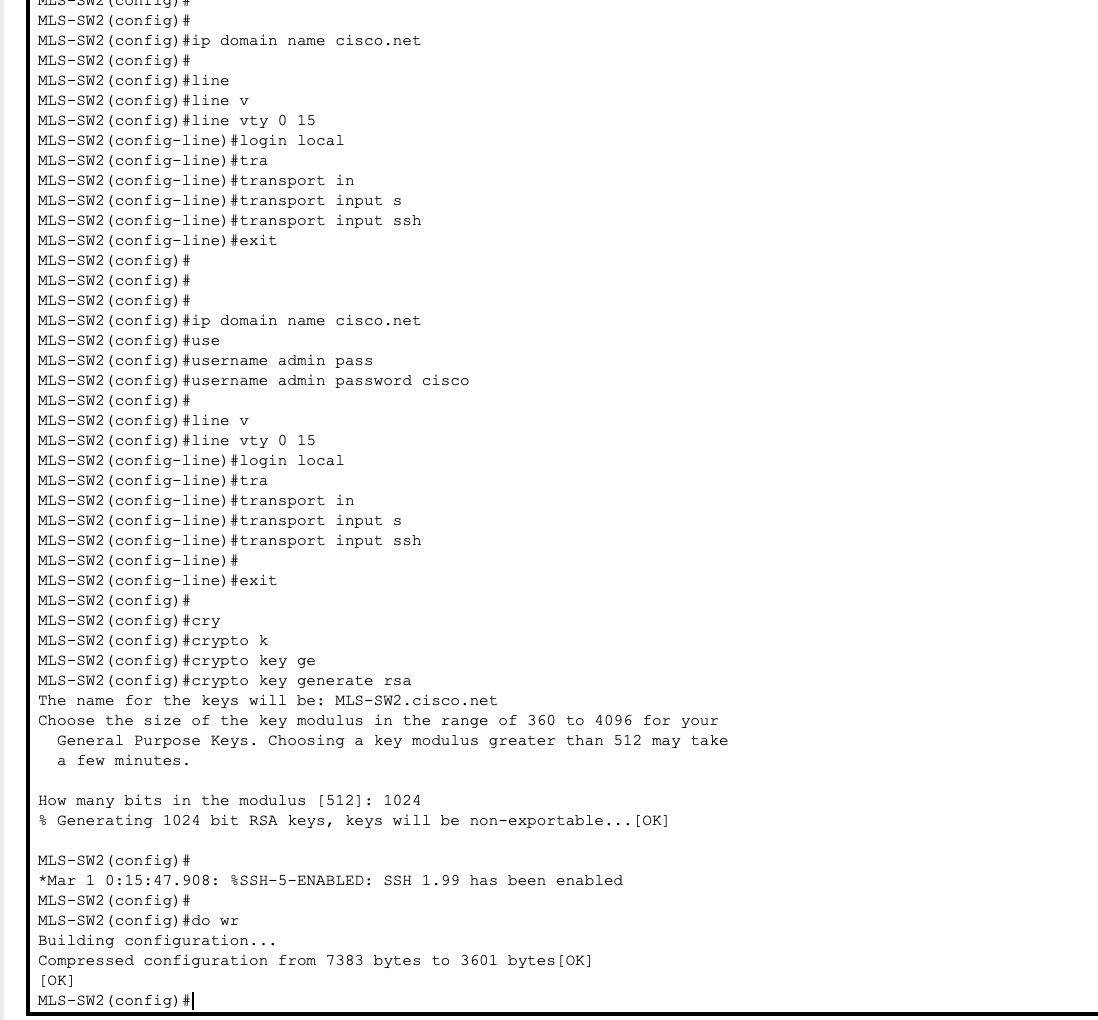 MLS-SW2(config)#
MLS-SW2(config)#
MLS-SW2(config)#ip domain name cisco.net
MLS-SW2(config)#
MLS-SW2(config)#line
MLS-SW2(config)#line v
MLS-SW2(config)#line vty 0 15
MLS-SW2(config-line)#login local
MLS-SW2(config-line)#tra
MLS-SW2(config-line)#transport in
MLS-SW2(config-line)#transport input s
MLS-SW2(config-line)#transport input ssh
MLS-SW2(config-line)#exit
MLS-SW2(config)#
MLS-SW2(config)#
MLS-SW2(config)#
MLS-SW2(config)#ip domain name cisco.net
MLS-SW2(config)#use
MLS-SW2(config)#username admin pass
MLS-SW2(config)#username admin password cisco
MLS-SW2(config)#
MLS-SW2(config)#line v
MLS-SW2(config)#line vty 0 15
MLS-SW2(config-line)#login local
MLS-SW2(config-line)#tra
MLS-SW2(config-line)#transport in
MLS-SW2(config-line)#transport input s
MLS-SW2(config-line)#transport input ssh
MLS-SW2(config-line)#
MLS-SW2(config-line)#exit
MLS-SW2(config)#
MLS-SW2(config)#cry
MLS-SW2(config)#crypto k
MLS-SW2(config)#crypto key ge
MLS-SW2(config)#crypto key generate rsa
The name for the keys will be: MLS-SW2.cisco.net
Choose the size of the key modulus in the range of 360 to 4096 for your
General Purpose Keys. Choosing a key modulus greater than 512 may take
a few minutes.
How many bits in the modulus [512]: 1024
% Generating 1024 bit RSA keys, keys will be non-exportable...[OK]
MLS-SW2(config)#
*Mar 1 0:15:47.908: %SSH-5-ENABLED: SSH 1.99 has been enabled
MLS-SW2(config)#
MLS-SW2(config)#do wr
Building configuration...
Compressed configuration from 7383 bytes to 3601 bytes[OK]
[OK]
MLS-SW2(config)#